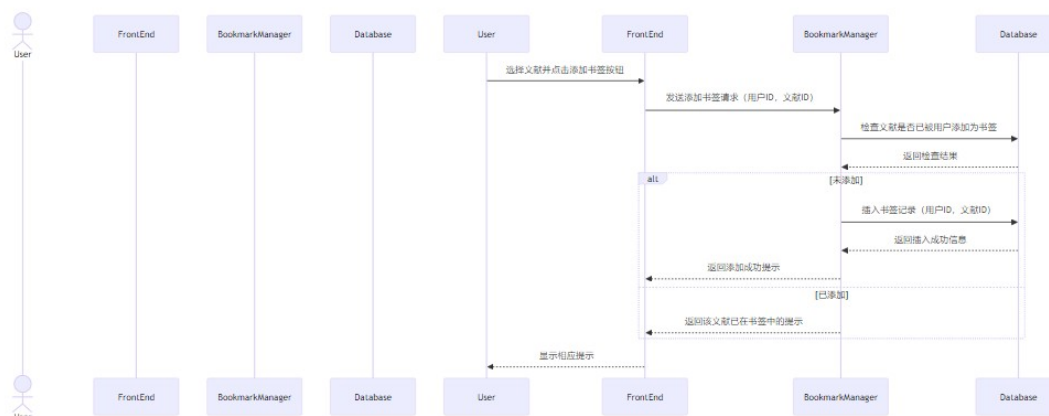 User
FrontEnd
BookmarkManager
Database
User
FrontEnd
BookmarkManager
Database
选择文献并点击添加书签按钮
发送添加书签请求（用户ID，文献ID）
检查文献是否已被用户添加为书签
返回检查结果
alt
[未添加]
插入书签记录（用户ID，文献ID）
返回插入成功信息
返回添加成功提示
[已添加]
返回该文献已在书签中的提示
显示相应提示
User
FrontEnd
BookmarkManager
Database
User
FrontEnd
BookmarkManager
Database